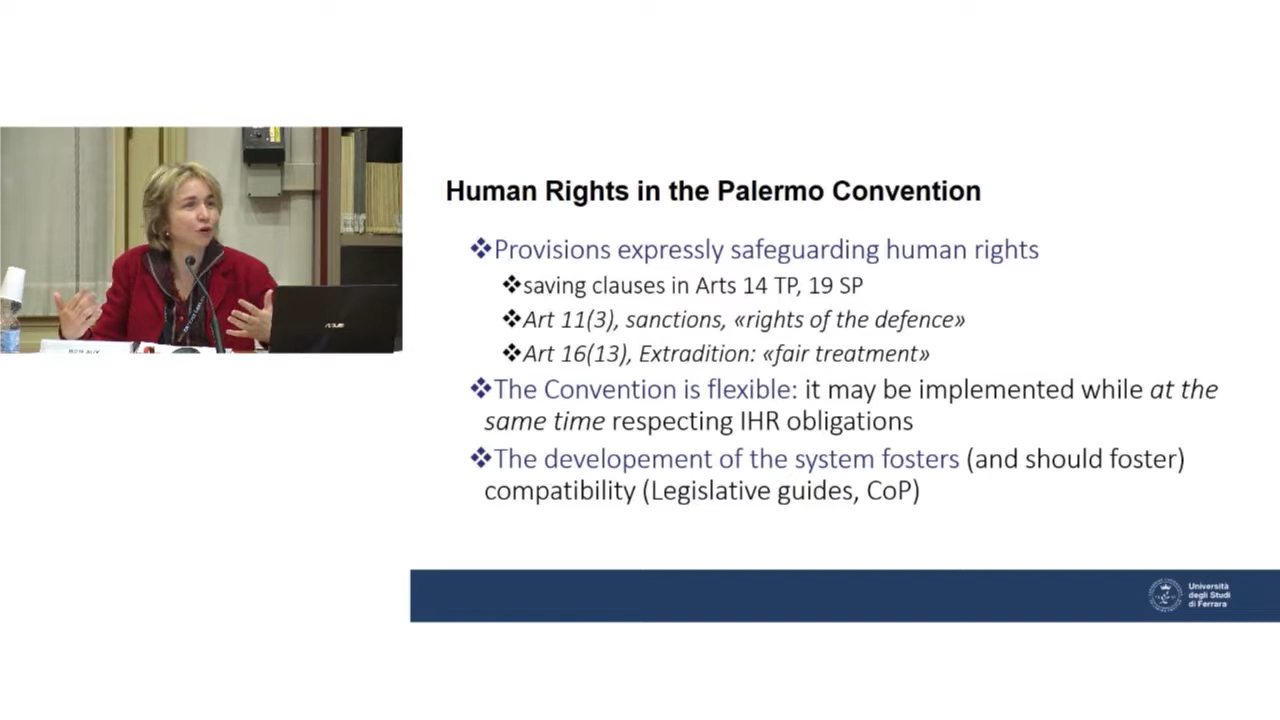 Human Rights in the Palermo Convention
❖Provisions expressly safeguarding human rights
❖saving clauses in Arts 14 TP, 19 SP
❖Art 11(3), sanctions, «rights of the defence»
❖Art 16(13), Extradition: «fair treatment»
❖The Convention is flexible: it may be implemented while at the
same time respecting IHR obligations
❖The developement of the system fosters (and should foster)
compatibility (Legislative guides, CoP)
ASUS
Università
degli Studi
di Ferrara